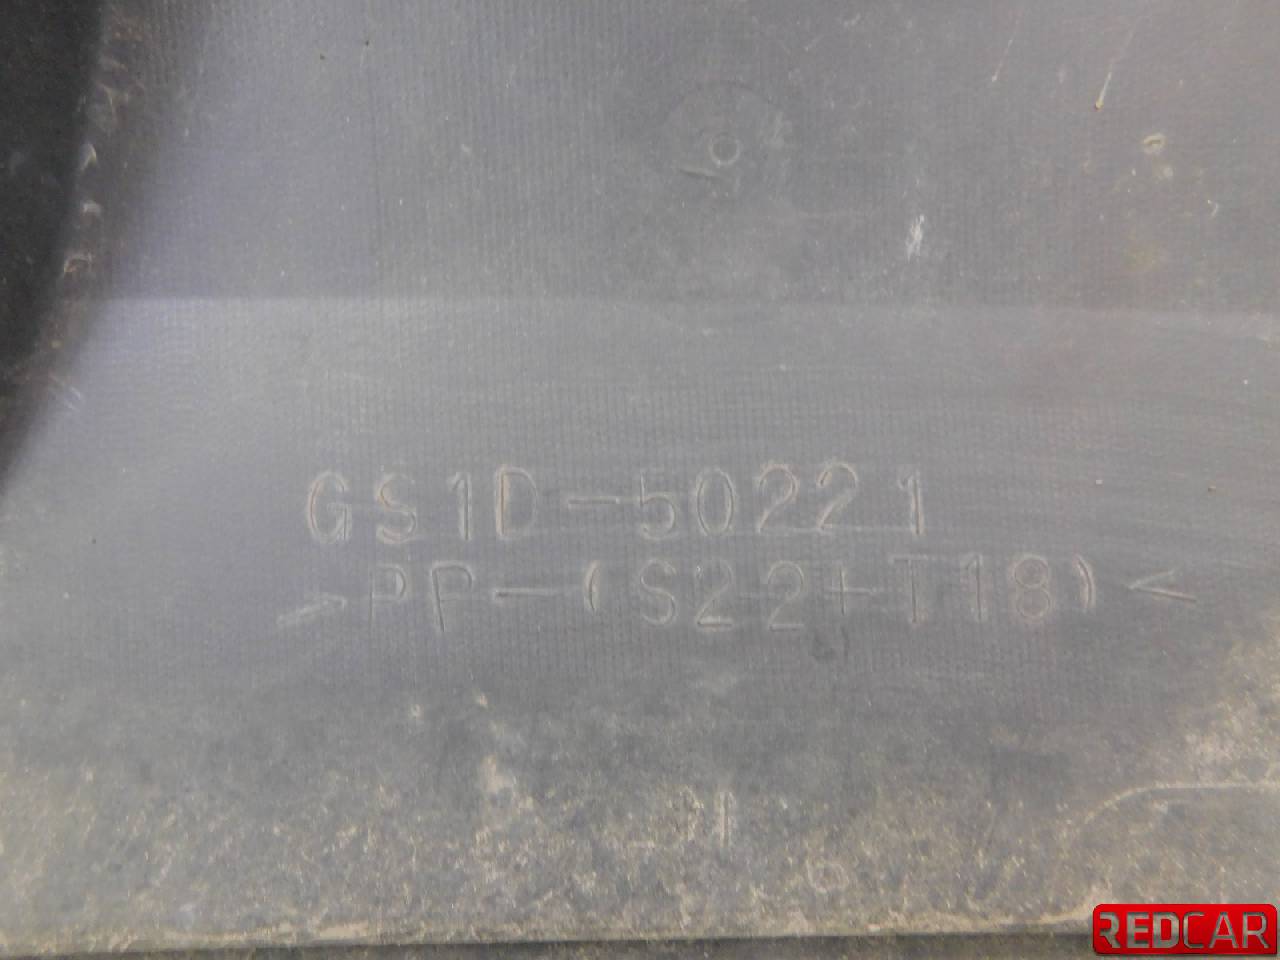 GS1D-50221
>PP-(S22+T18)<
REDCAR